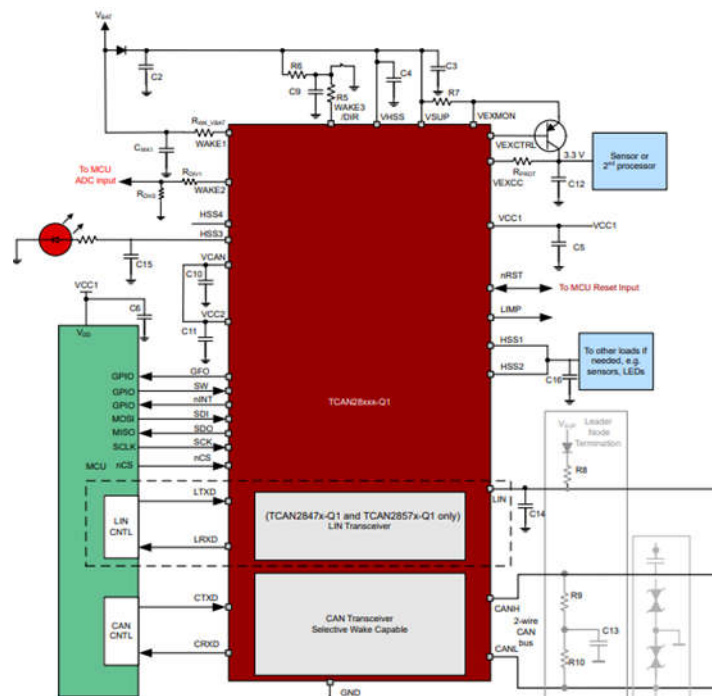 VBAT
C2
R6
C9
R5
WAKE3
/DIR
C4
C3
R7
VHSS
VSUP
VEXMON
CWK1
WAKE1
VEXCTRL
3.3 V
Sensor or
2nd processor
To MCU
ADC input
RDIV1
RDIV2
WAKE2
VEXCC
C12
HSS4
HSS3
VCC1
VCC1
C5
C15
VCAN
C10
nRST
To MCU Reset Input
LIMP
VCC1
C6
VCC2
C11
HSS1
HSS2
C16
To other loads if
needed, e.g.
sensors, LEDs
GPIO
GFO
GPIO
SW
GPIO
nINT
MOSI
SDI
MISO
SDO
SCLK
SCK
MCU
nCS
nCS
TCAN28xxx-Q1
Leader
Node
Termination
VSUP
R8
LIN
CNTL
LTXD
LRXD
(TCAN2847x-Q1 and TCAN2857x-Q1 only)
LIN Transceiver
LIN
C14
CAN
CNTL
CTXD
CRXD
CAN Transceiver
Selective Wake Capable
CANH
2-wire
CAN
bus
CANL
R9
C13
R10
GND